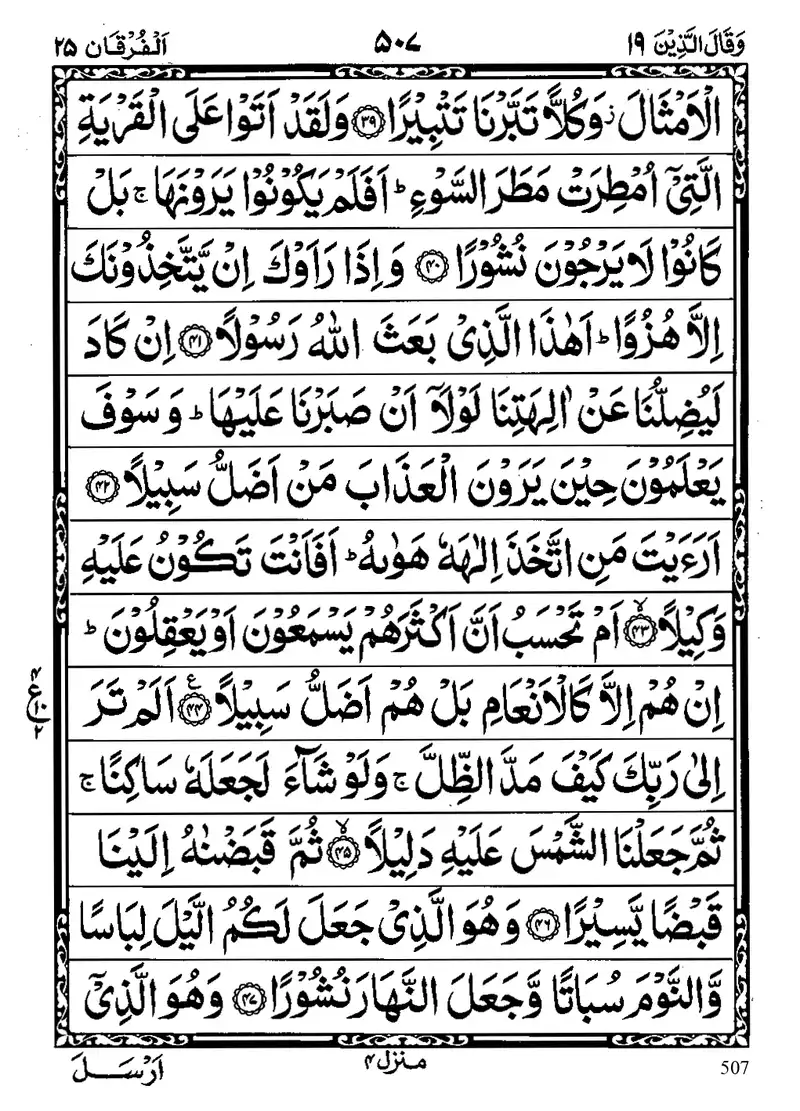 وَقَالَ الَّذِيْنَ ١٩ ٥٠٧ اَلْفُرْقَان ٢٥
الْاَمْثَالَ ز وَكُلًّا تَبَّرْنَا تَتْبِيْرًا ۝٣٩ وَلَقَدْ اَتَوْا عَلَى الْقَرْيَةِ
الَّتِيْٓ اُمْطِرَتْ مَطَرَ السَّوْءِ ؕ اَفَلَمْ يَكُوْنُوْا يَرَوْنَهَا ۚ بَلْ
كَانُوْا لَا يَرْجُوْنَ نُشُوْرًا ۝٤٠ وَاِذَا رَاَوْكَ اِنْ يَّتَّخِذُوْنَكَ
اِلَّا هُزُوًا ؕ اَهٰذَا الَّذِيْ بَعَثَ اللّٰهُ رَسُوْلًا ۝٤١ اِنْ كَادَ
لَيُضِلُّنَا عَنْ اٰلِهَتِنَا لَوْلَاۤ اَنْ صَبَرْنَا عَلَيْهَا ؕ وَسَوْفَ
يَعْلَمُوْنَ حِيْنَ يَرَوْنَ الْعَذَابَ مَنْ اَضَلُّ سَبِيْلًا ۝٤٢
اَرَءَيْتَ مَنِ اتَّخَذَ اِلٰهَهٗ هَوٰىهُ ؕ اَفَاَنْتَ تَكُوْنُ عَلَيْهِ
وَكِيْلًا ۝٤٣ۙ اَمْ تَحْسَبُ اَنَّ اَكْثَرَهُمْ يَسْمَعُوْنَ اَوْ يَعْقِلُوْنَ ؕ
اِنْ هُمْ اِلَّا كَالْاَنْعَامِ بَلْ هُمْ اَضَلُّ سَبِيْلًا ۝٤٤ ع اَلَمْ تَرَ
٤ ع ١٠ ٢
اِلٰى رَبِّكَ كَيْفَ مَدَّ الظِّلَّ ۚ وَلَوْ شَآءَ لَجَعَلَهٗ سَاكِنًا ۚ
ثُمَّ جَعَلْنَا الشَّمْسَ عَلَيْهِ دَلِيْلًا ۝٤٥ۙ ثُمَّ قَبَضْنٰهُ اِلَيْنَا
قَبْضًا يَّسِيْرًا ۝٤٦ وَهُوَ الَّذِيْ جَعَلَ لَكُمُ الَّيْلَ لِبَاسًا
وَّالنَّوْمَ سُبَاتًا وَّجَعَلَ النَّهَارَ نُشُوْرًا ۝٤٧ وَهُوَ الَّذِيْٓ
507 منزل ٤ اَرْسَلَ